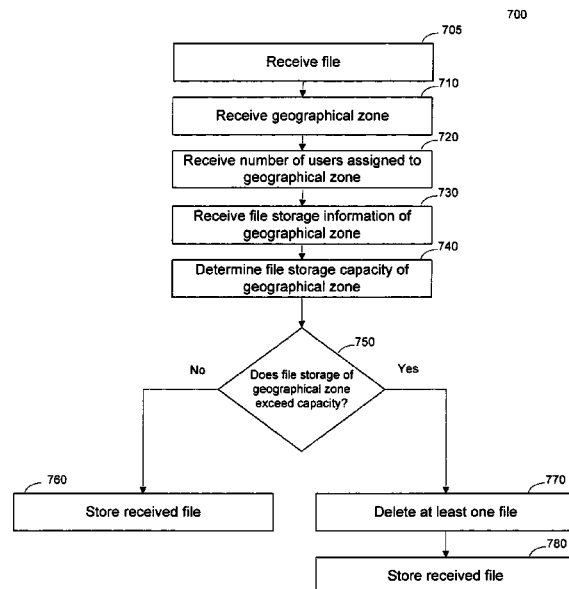 700
705
Receive file
710
Receive geographical zone
720
Receive number of users assigned to
geographical zone
730
Receive file storage information of
geographical zone
740
Determine file storage capacity of
geographical zone
750
No
Yes
Does file storage of
geographical zone
exceed capacity?
760
Store received file
770
Delete at least one file
780
Store received file